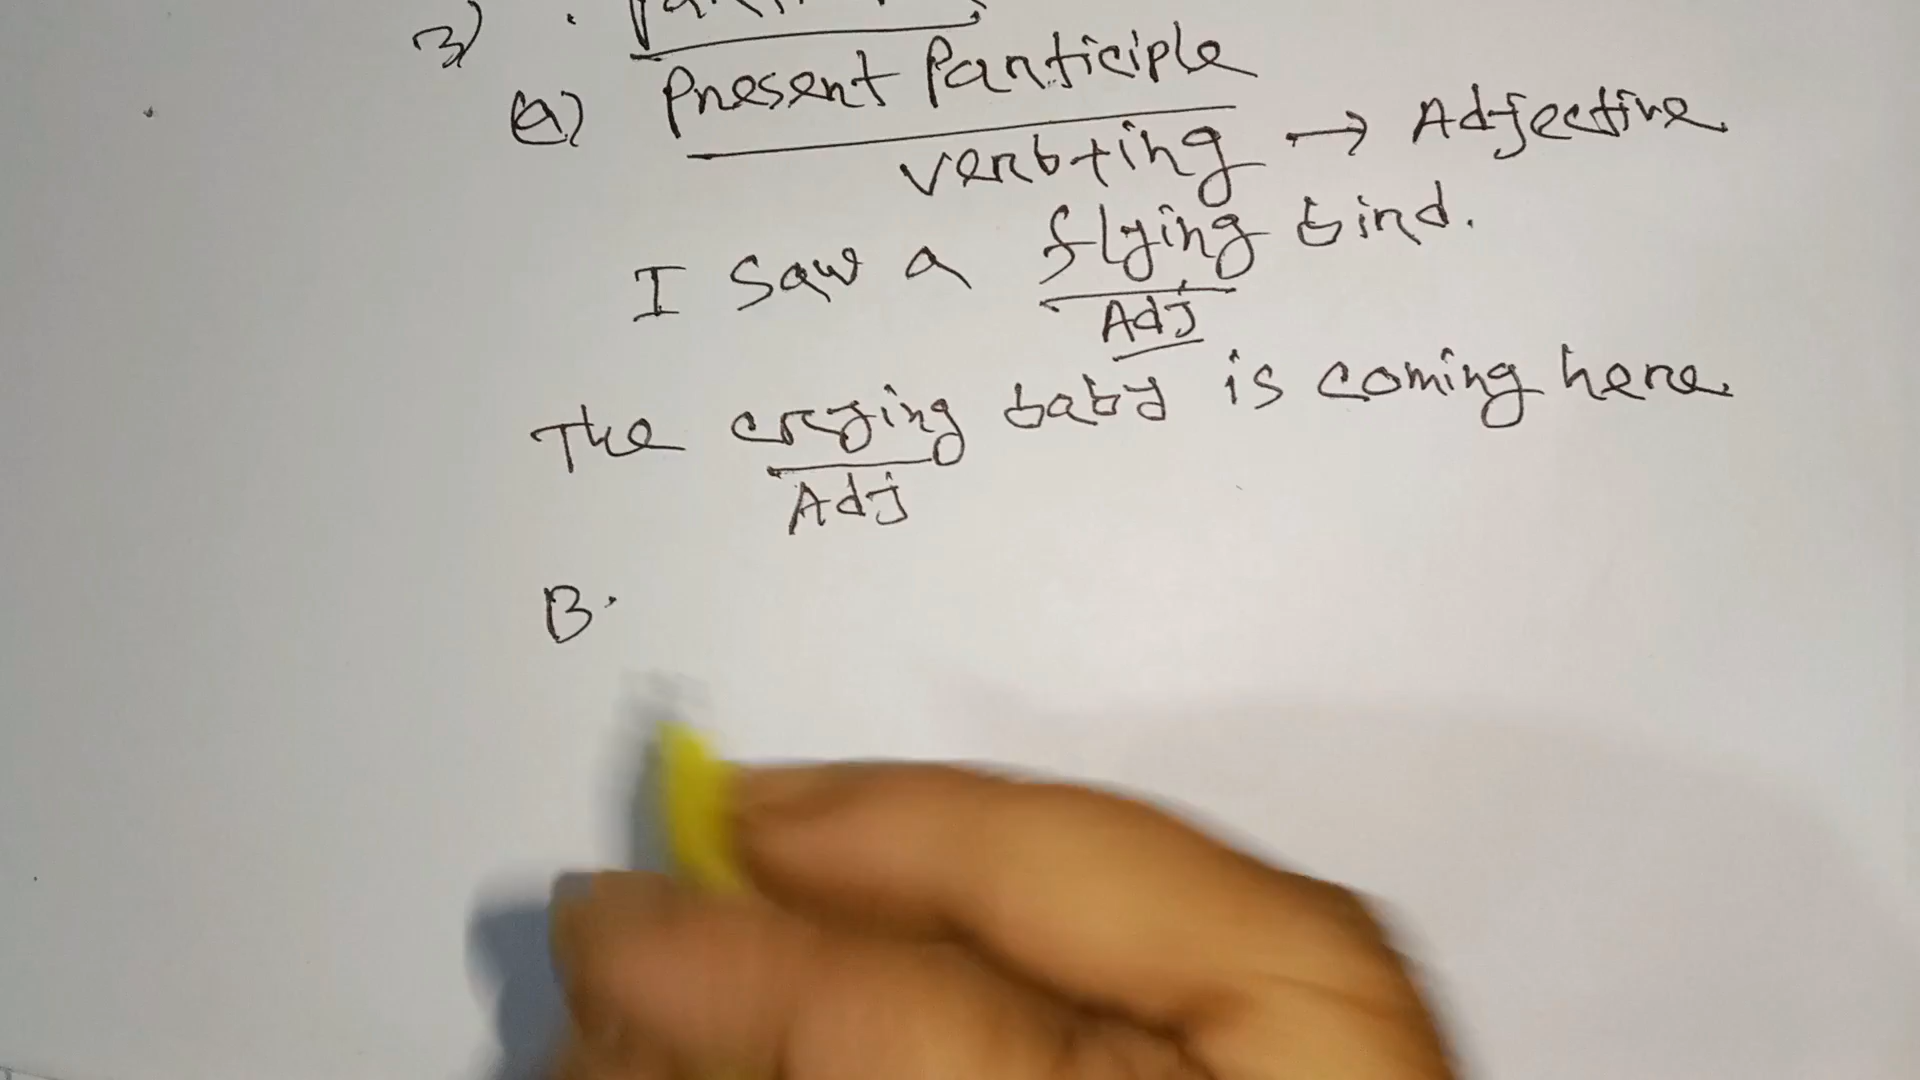 3)
a) Present Participle
verb+ing → Adjective
I saw a flying bird.
Adj
The crying baby is coming here.
Adj
B.